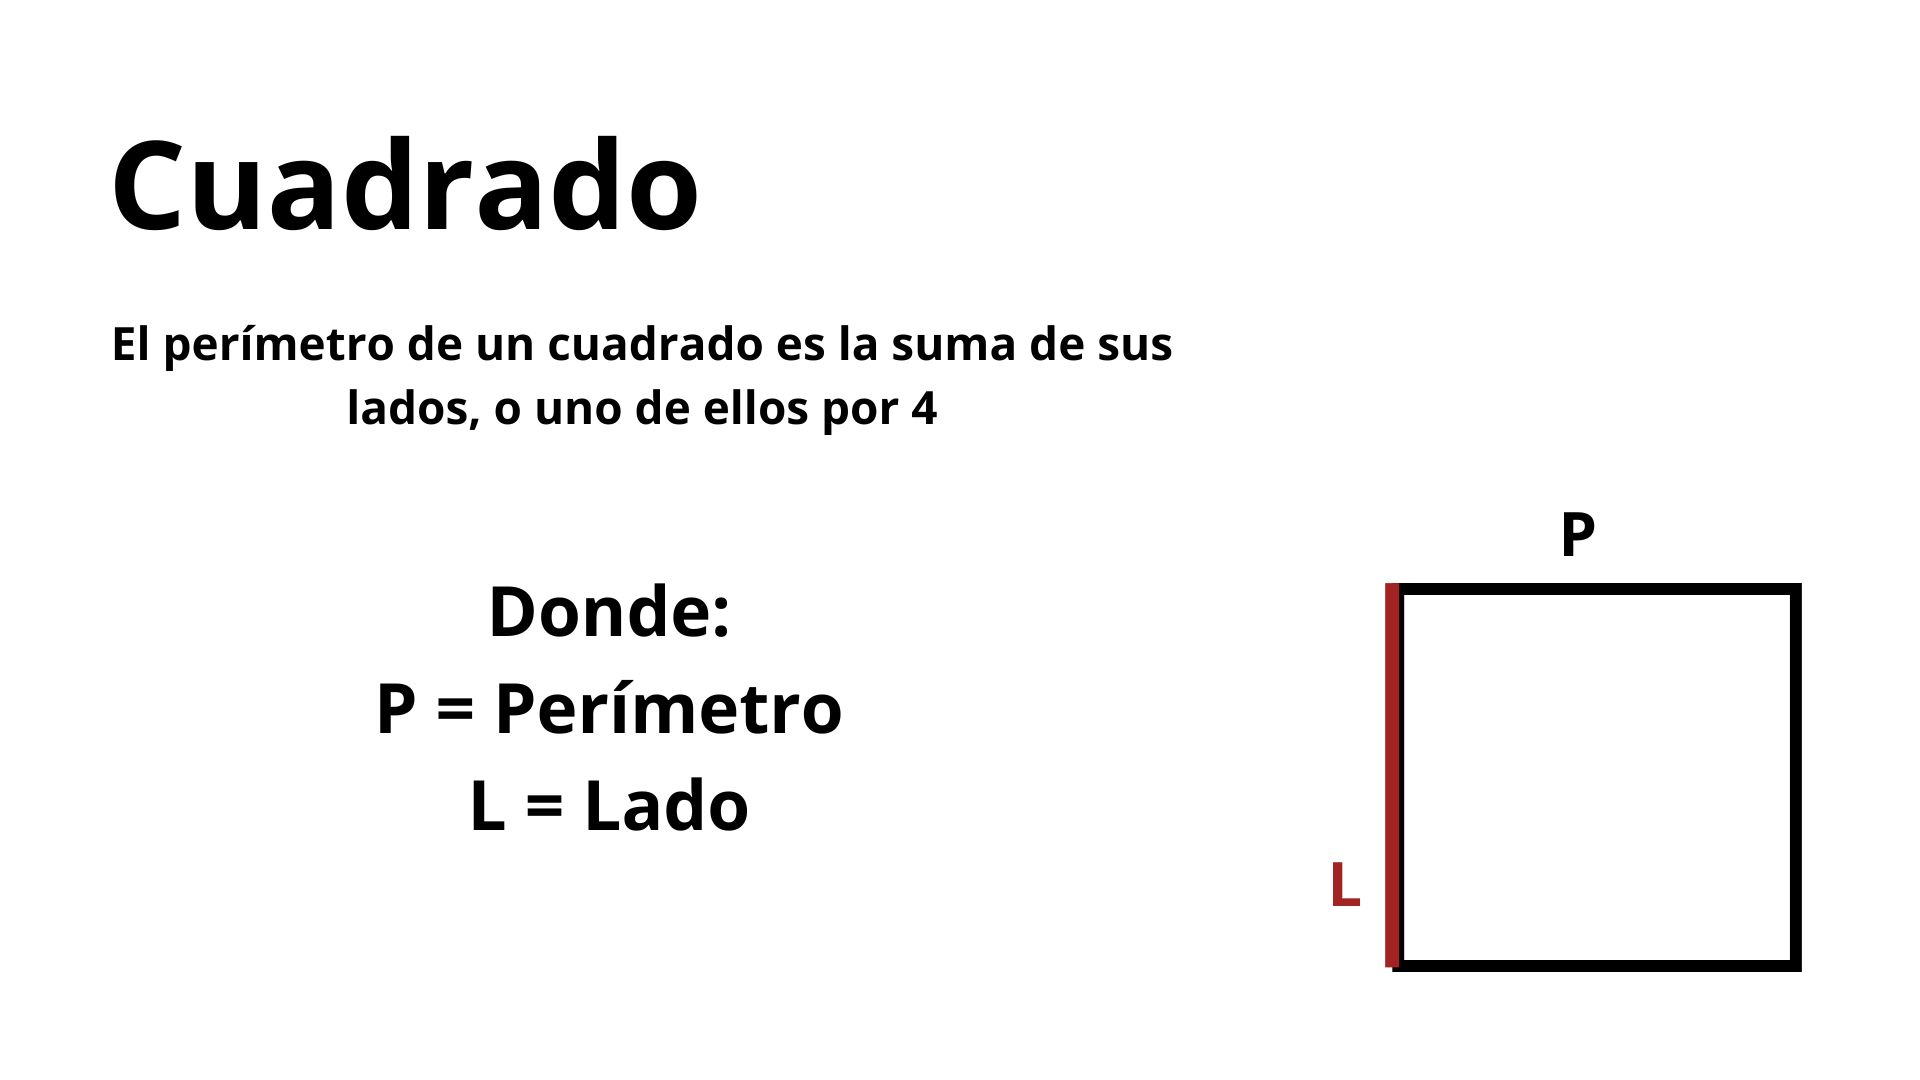 Cuadrado
El perímetro de un cuadrado es la suma de sus
lados, o uno de ellos por 4
P
Donde:
P = Perímetro
L = Lado
L